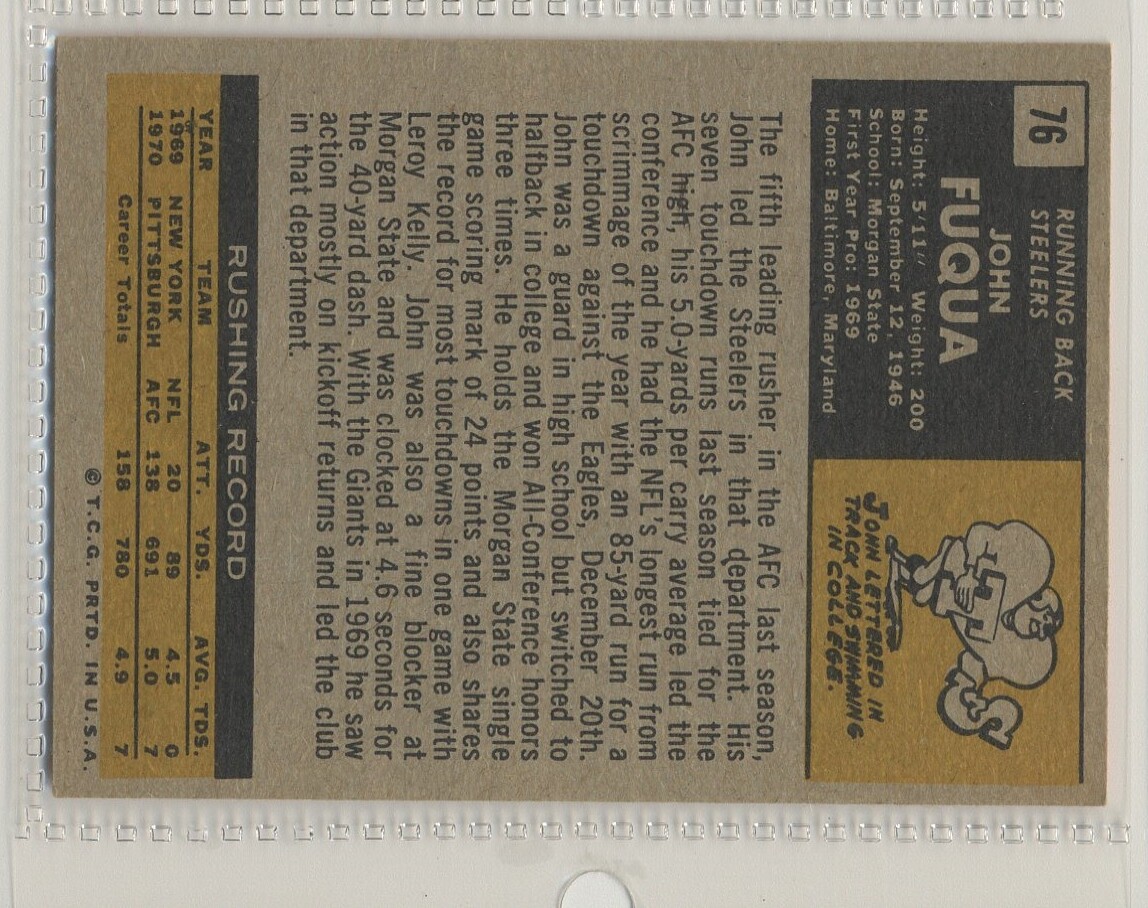 76
RUNNING BACK
STEELERS
JOHN
FUQUA
Height: 5'11" Weight: 200
Born: September 12, 1946
School: Morgan State
First Year Pro: 1969
Home: Baltimore, Maryland
JOHN LETTERED IN
TRACK AND SWIMMING
IN COLLEGE.
The fifth leading rusher in the AFC last season,
John led the Steelers in that department. His
seven touchdown runs last season tied for the
AFC high, his 5.0-yards per carry average led the
conference and he had the NFL's longest run from
scrimmage of the year with an 85-yard run for a
touchdown against the Eagles, December 20th.
John was a guard in high school but switched to
halfback in college and won All-Conference honors
three times. He holds the Morgan State single
game scoring mark of 24 points and also shares
the record for most touchdowns in one game with
Leroy Kelly. John was also a fine blocker at
Morgan State and was clocked at 4.6 seconds for
the 40-yard dash. With the Giants in 1969 he saw
action mostly on kickoff returns and led the club
in that department.
RUSHING RECORD
YEAR TEAM ATT. YDS. AVG. TDS.
1969 NEW YORK NFL 20 89 4.5 0
1970 PITTSBURGH AFC 138 691 5.0 7
Career Totals 158 780 4.9 7
© T.C.G. PRTD. IN U.S.A.